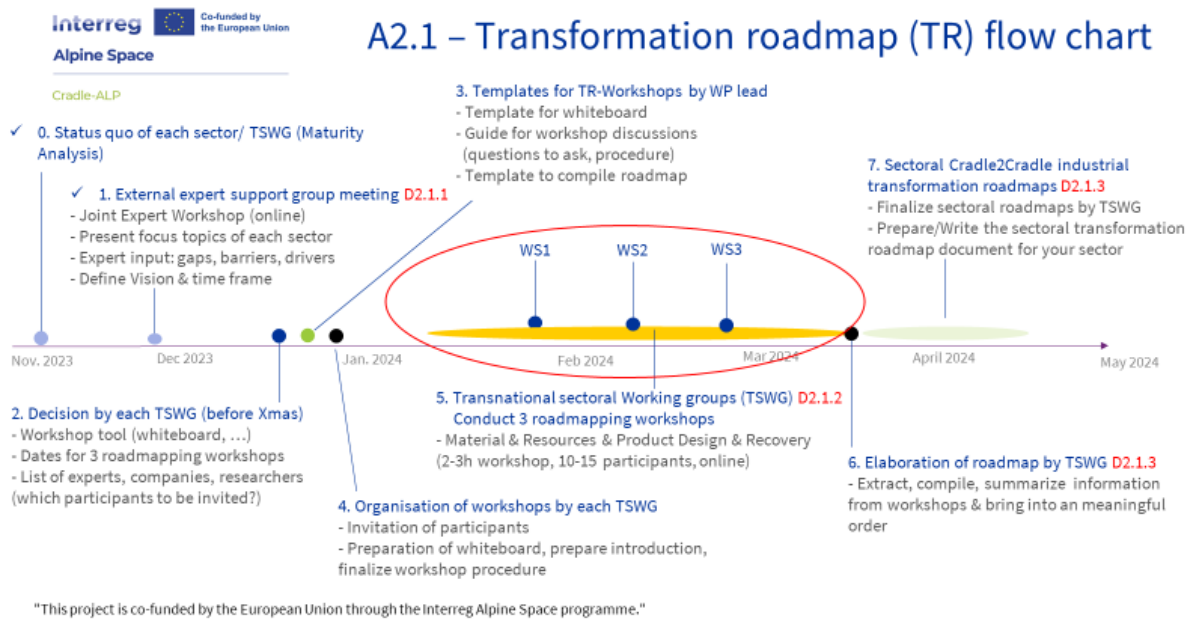 Interreg
Co-funded by
the European Union
Alpine Space
Cradle-ALP
A2.1 – Transformation roadmap (TR) flow chart
3. Templates for TR-Workshops by WP lead
- Template for whiteboard
- Guide for workshop discussions
(questions to ask, procedure)
- Template to compile roadmap
✓ 0. Status quo of each sector/ TSWG (Maturity
Analysis)
✓ 1. External expert support group meeting D2.1.1
- Joint Expert Workshop (online)
- Present focus topics of each sector
- Expert input: gaps, barriers, drivers
- Define Vision & time frame
7. Sectoral Cradle2Cradle industrial
transformation roadmaps D2.1.3
- Finalize sectoral roadmaps by TSWG
- Prepare/Write the sectoral transformation
roadmap document for your sector
WS1
WS2
WS3
Nov. 2023
Dec 2023
Jan. 2024
Feb 2024
Mar 2024
April 2024
May 2024
2. Decision by each TSWG (before Xmas)
- Workshop tool (whiteboard, ...)
- Dates for 3 roadmapping workshops
- List of experts, companies, researchers
(which participants to be invited?)
5. Transnational sectoral Working groups (TSWG) D2.1.2
Conduct 3 roadmapping workshops
- Material & Resources & Product Design & Recovery
(2-3h workshop, 10-15 participants, online)
6. Elaboration of roadmap by TSWG D2.1.3
- Extract, compile, summarize information
from workshops & bring into an meaningful
order
4. Organisation of workshops by each TSWG
- Invitation of participants
- Preparation of whiteboard, prepare introduction,
finalize workshop procedure
"This project is co-funded by the European Union through the Interreg Alpine Space programme."